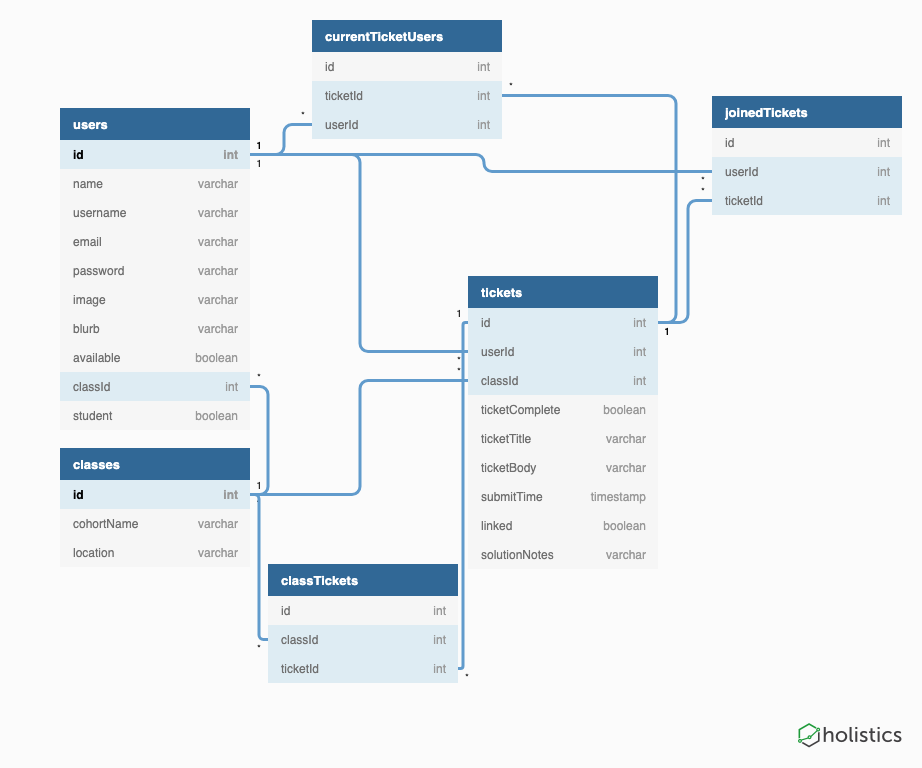 currentTicketUsers
id int
ticketId int
*
userId int
*
users
id int
1
1
name varchar
username varchar
email varchar
password varchar
image varchar
blurb varchar
available boolean
classId int
*
student boolean
joinedTickets
id int
userId int
*
*
ticketId int
tickets
1
id int
1
userId int
*
*
classId int
ticketComplete boolean
ticketTitle varchar
ticketBody varchar
submitTime timestamp
linked boolean
solutionNotes varchar
classes
1
id int
cohortName varchar
location varchar
classTickets
id int
classId int
*
ticketId int
*
holistics